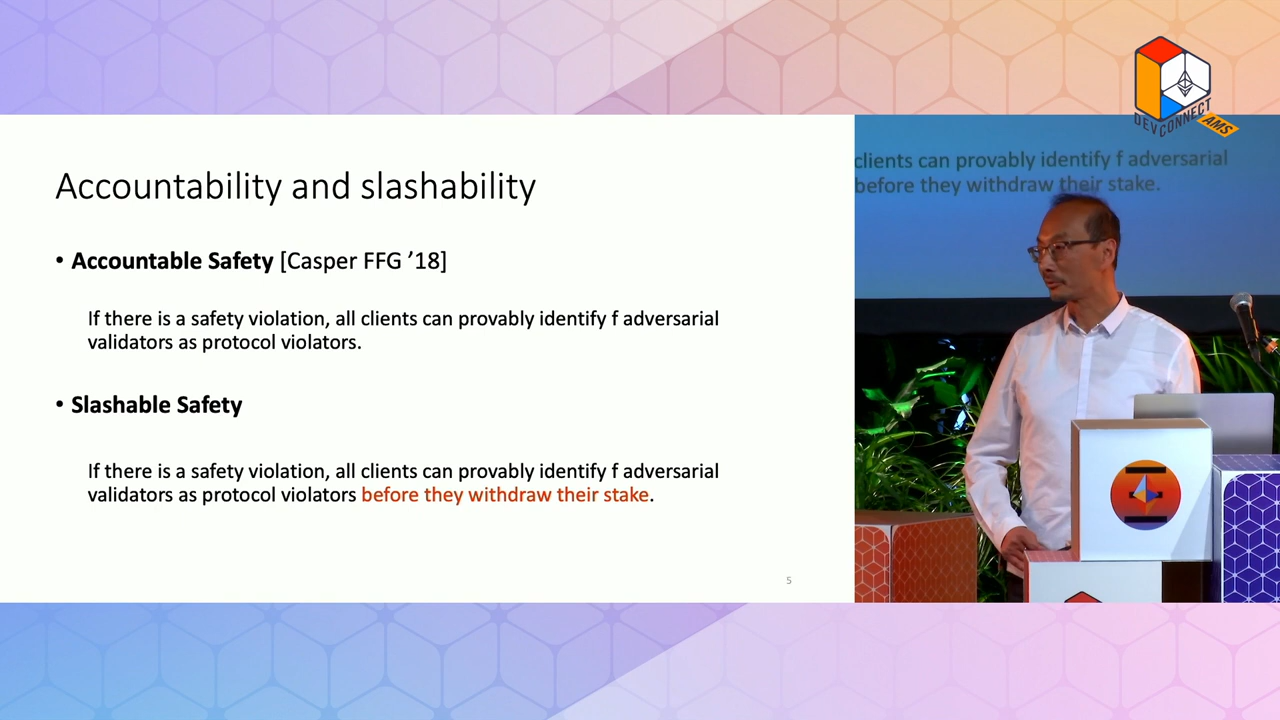 DEVCONNECT
AMS
Accountability and slashability
• Accountable Safety [Casper FFG ’18]
If there is a safety violation, all clients can provably identify f adversarial
validators as protocol violators.
• Slashable Safety
If there is a safety violation, all clients can provably identify f adversarial
validators as protocol violators before they withdraw their stake.
5
clients can provably identify f adversarial
before they withdraw their stake.